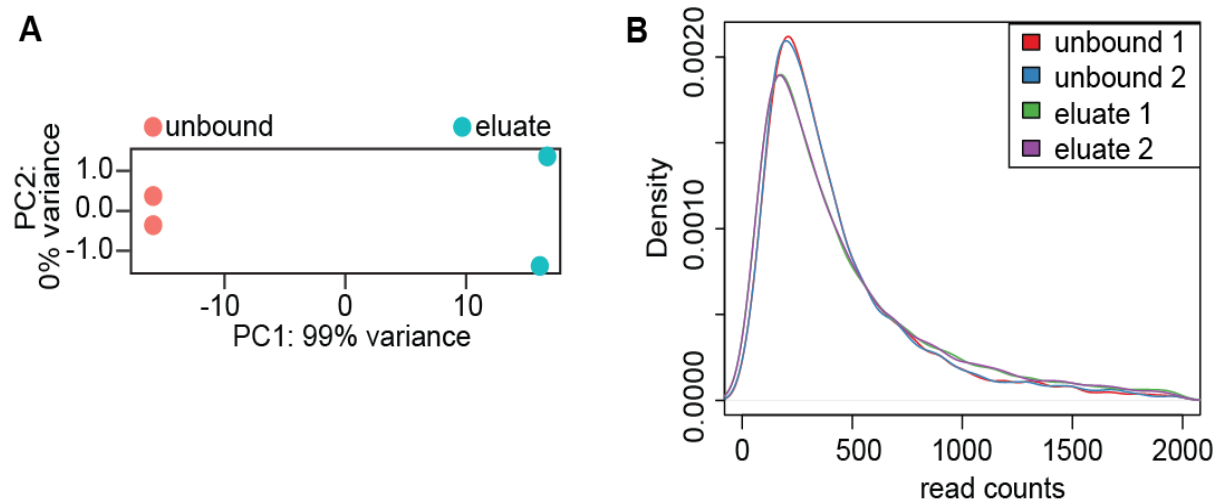 A
unbound
eluate
PC2:
0% variance
1.0
0.0
-1.0
-10
0
10
PC1: 99% variance
B
unbound 1
unbound 2
eluate 1
eluate 2
Density
0.0020
0.0010
0.0000
0
500
1000
1500
2000
read counts